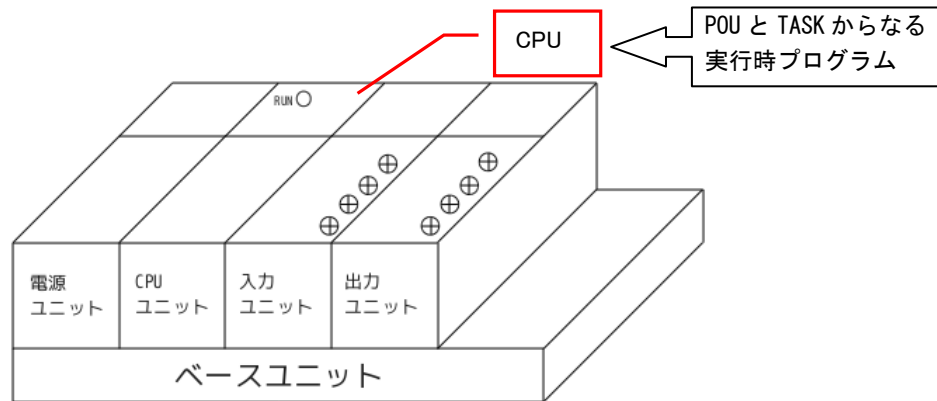 CPU
POU と TASK からなる
実行時プログラム
RUN
電源
ユニット
CPU
ユニット
入力
ユニット
出力
ユニット
ベースユニット